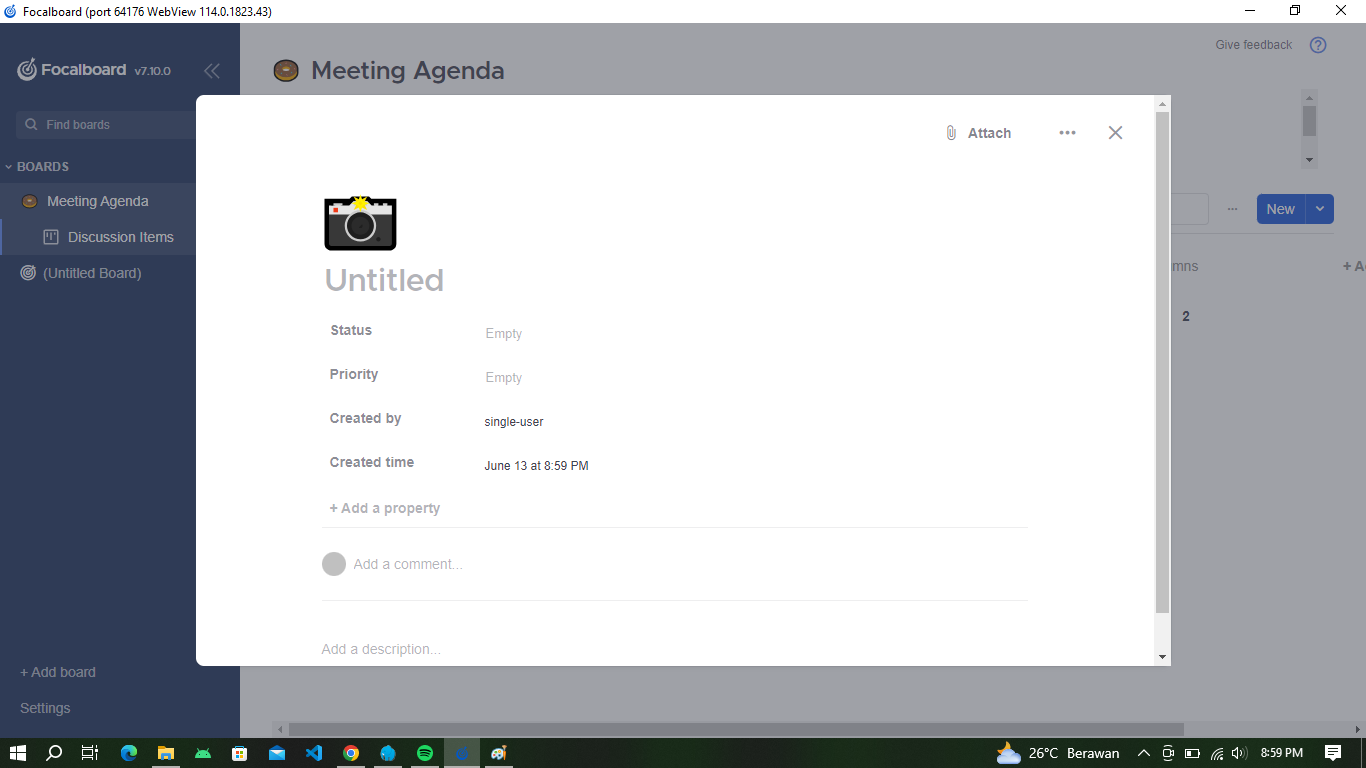 Focalboard (port 64176 WebView 114.0.1823.43)
Give feedback
Focalboard v7.10.0
Meeting Agenda
Find boards
Attach
BOARDS
Meeting Agenda
Discussion Items
(Untitled Board)
New
mns
+ A
2
Untitled
Status Empty
Priority Empty
Created by single-user
Created time June 13 at 8:59 PM
+ Add a property
Add a comment...
Add a description...
+ Add board
Settings
26°C Berawan
8:59 PM